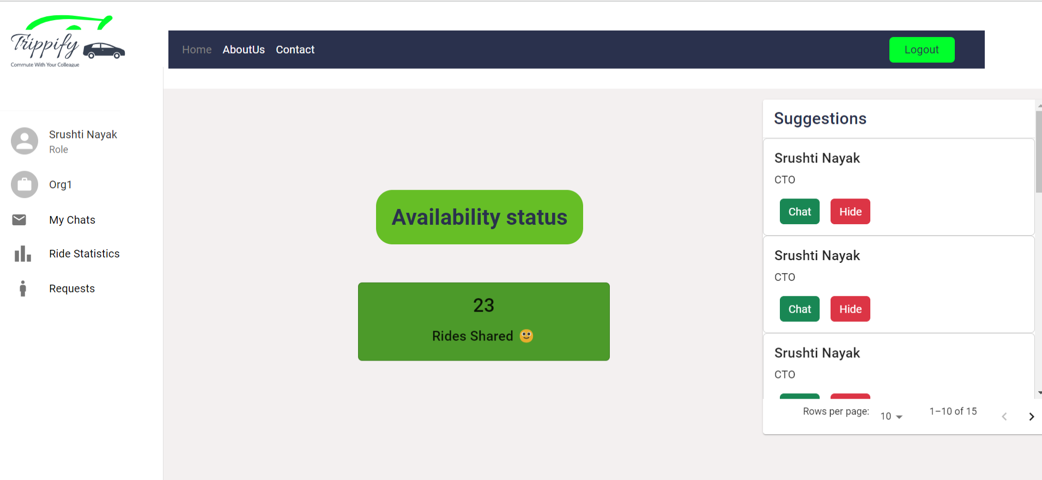 Trippify
Commute With Your Colleague
Home AboutUs Contact Logout
Srushti Nayak
Role
Org1
My Chats
Ride Statistics
Requests
Availability status
23
Rides Shared 🙂
Suggestions
Srushti Nayak
CTO
Chat Hide
Srushti Nayak
CTO
Chat Hide
Srushti Nayak
CTO
Rows per page: 10 1–10 of 15